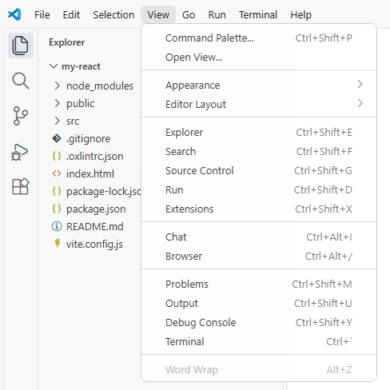 File Edit Selection View Go Run Terminal Help
Explorer
my-react
node_modules
public
src
.gitignore
.oxlintrc.json
index.html
package-lock.jsc
package.json
README.md
vite.config.js
Command Palette... Ctrl+Shift+P
Open View...
Appearance
Editor Layout
Explorer Ctrl+Shift+E
Search Ctrl+Shift+F
Source Control Ctrl+Shift+G
Run Ctrl+Shift+D
Extensions Ctrl+Shift+X
Chat Ctrl+Alt+I
Browser Ctrl+Alt+/
Problems Ctrl+Shift+M
Output Ctrl+Shift+U
Debug Console Ctrl+Shift+Y
Terminal Ctrl+`
Word Wrap Alt+Z